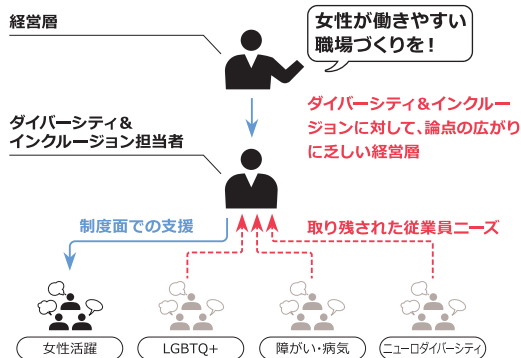 経営層
女性が働きやすい
職場づくりを！
ダイバーシティ&
インクルージョン担当者
ダイバーシティ&インクルー
ジョンに対して、論点の広がり
に乏しい経営層
制度面での支援
取り残された従業員ニーズ
女性活躍
LGBTQ+
障がい・病気
ニューロダイバーシティ